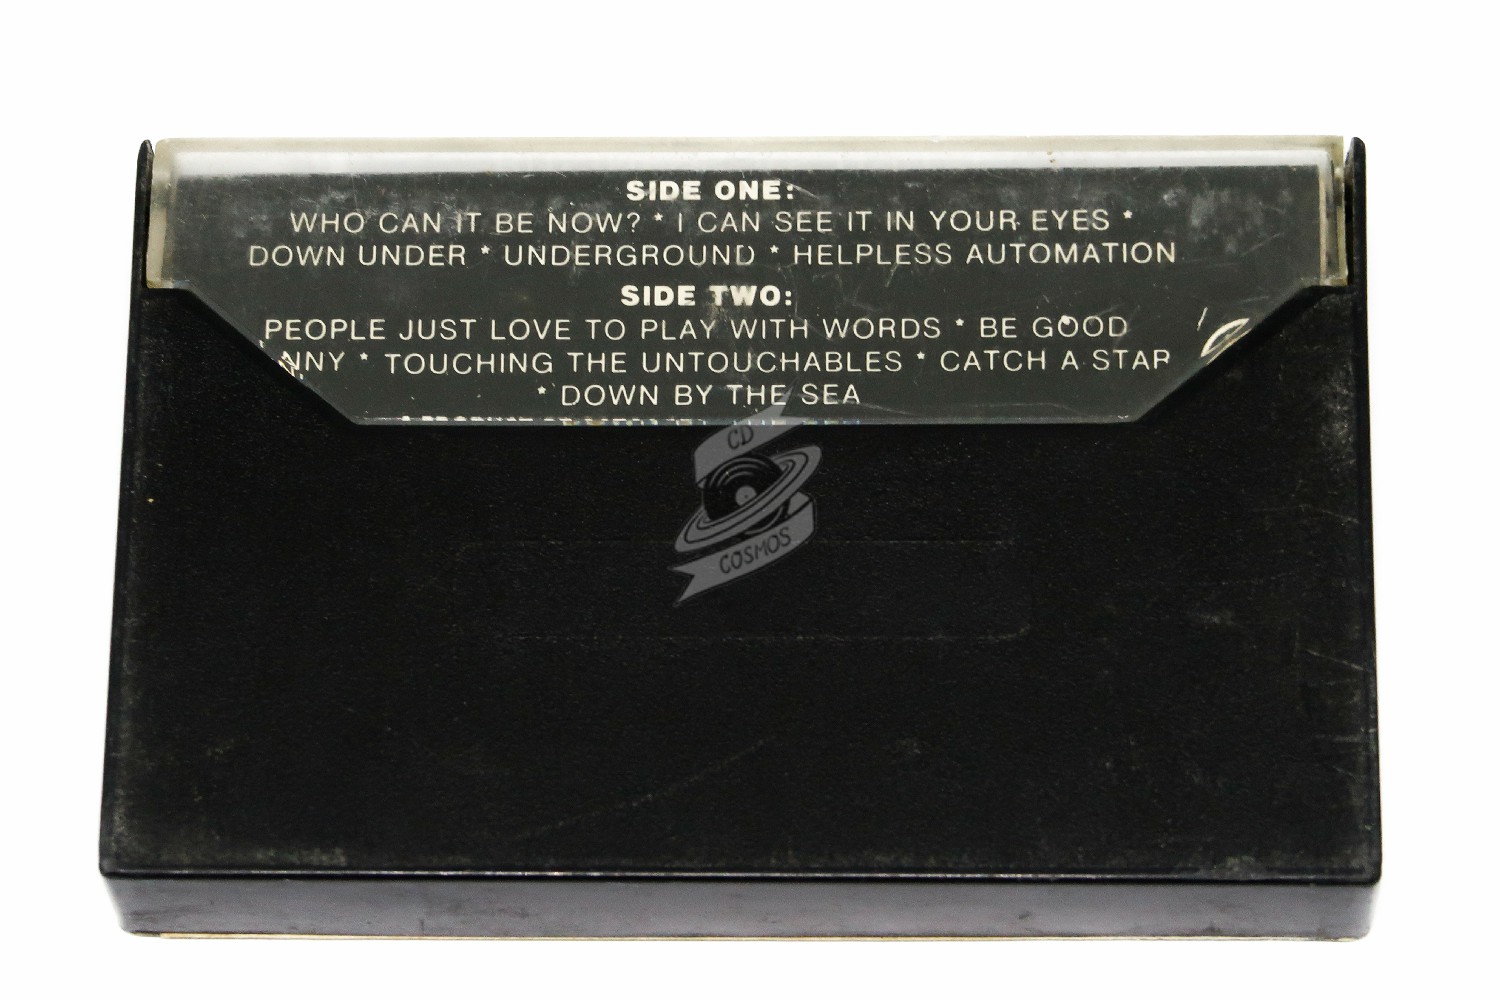 SIDE ONE:
WHO CAN IT BE NOW? * I CAN SEE IT IN YOUR EYES *
DOWN UNDER * UNDERGROUND * HELPLESS AUTOMATION
SIDE TWO:
PEOPLE JUST LOVE TO PLAY WITH WORDS * BE GOOD
NNY * TOUCHING THE UNTOUCHABLES * CATCH A STAR
* DOWN BY THE SEA
CD
COSMOS